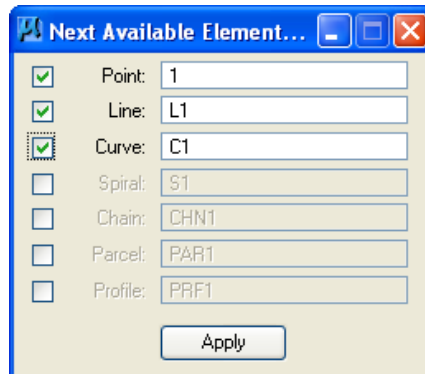 Next Available Element...
Point: 1
Line: L1
Curve: C1
Spiral: S1
Chain: CHN1
Parcel: PAR1
Profile: PRF1
Apply